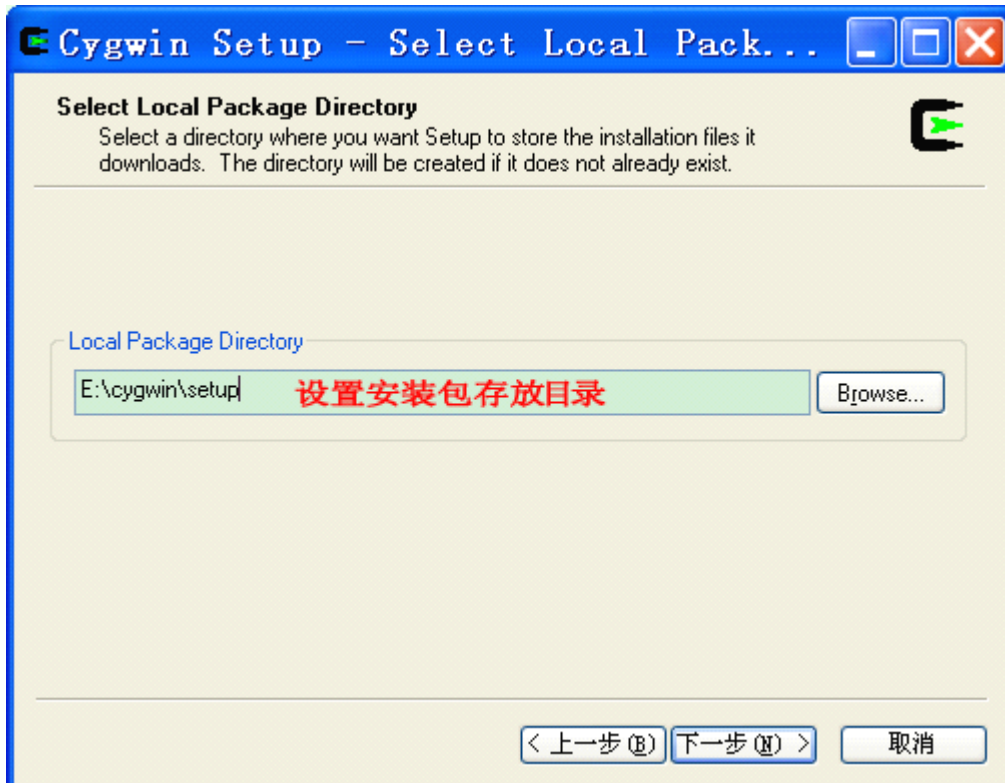 Cygwin Setup - Select Local Pack...
Select Local Package Directory
Select a directory where you want Setup to store the installation files it
downloads. The directory will be created if it does not already exist.
Local Package Directory
E:\cygwin\setup 设置安装包存放目录 Browse...
< 上一步(B) 下一步(N) > 取消